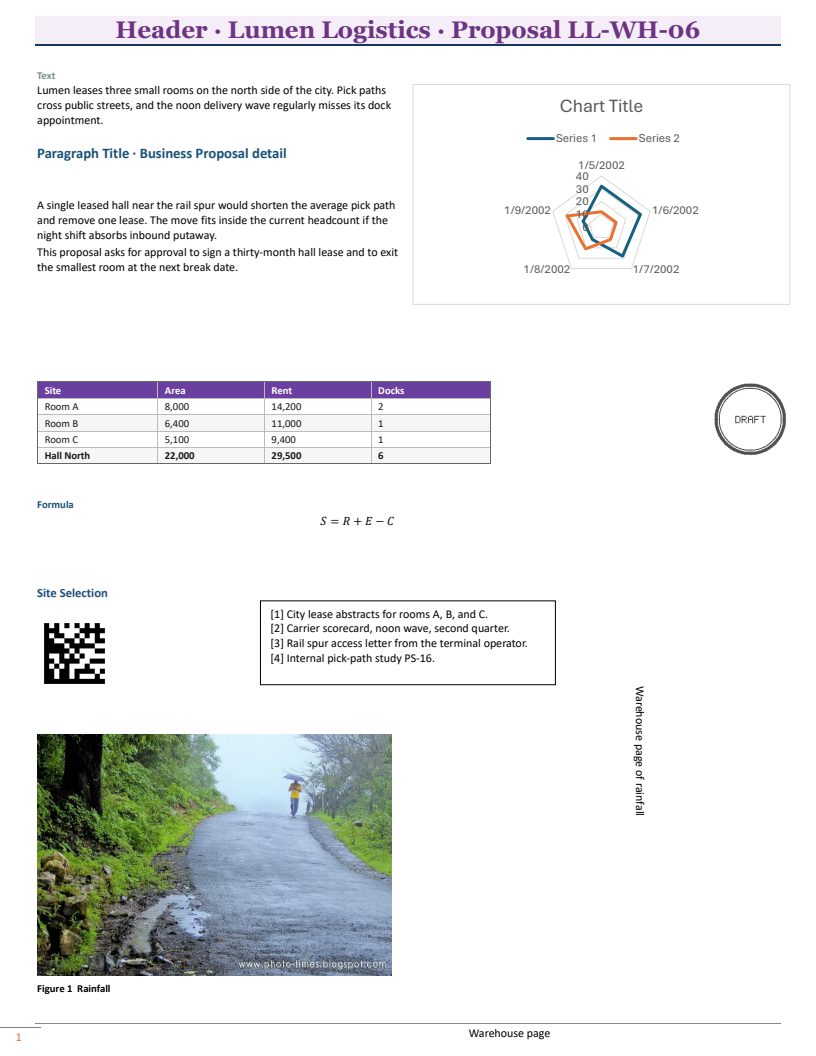 Header · Lumen Logistics · Proposal LL-WH-06
Text
Lumen leases three small rooms on the north side of the city. Pick paths
cross public streets, and the noon delivery wave regularly misses its dock
appointment.
Paragraph Title · Business Proposal detail
A single leased hall near the rail spur would shorten the average pick path
and remove one lease. The move fits inside the current headcount if the
night shift absorbs inbound putaway.
This proposal asks for approval to sign a thirty-month hall lease and to exit
the smallest room at the next break date.
Chart Title
Series 1 Series 2
1/5/2002
40
30
20
10
0
1/9/2002 1/6/2002
1/8/2002 1/7/2002
Site Area Rent Docks
Room A 8,000 14,200 2
Room B 6,400 11,000 1
Room C 5,100 9,400 1
Hall North 22,000 29,500 6
DRAFT
Formula
S = R + E − C
Site Selection
[1] City lease abstracts for rooms A, B, and C.
[2] Carrier scorecard, noon wave, second quarter.
[3] Rail spur access letter from the terminal operator.
[4] Internal pick-path study PS-16.
Warehouse page of rainfall
www.photo-times.blogspot.com
Figure 1 Rainfall
1
Warehouse page